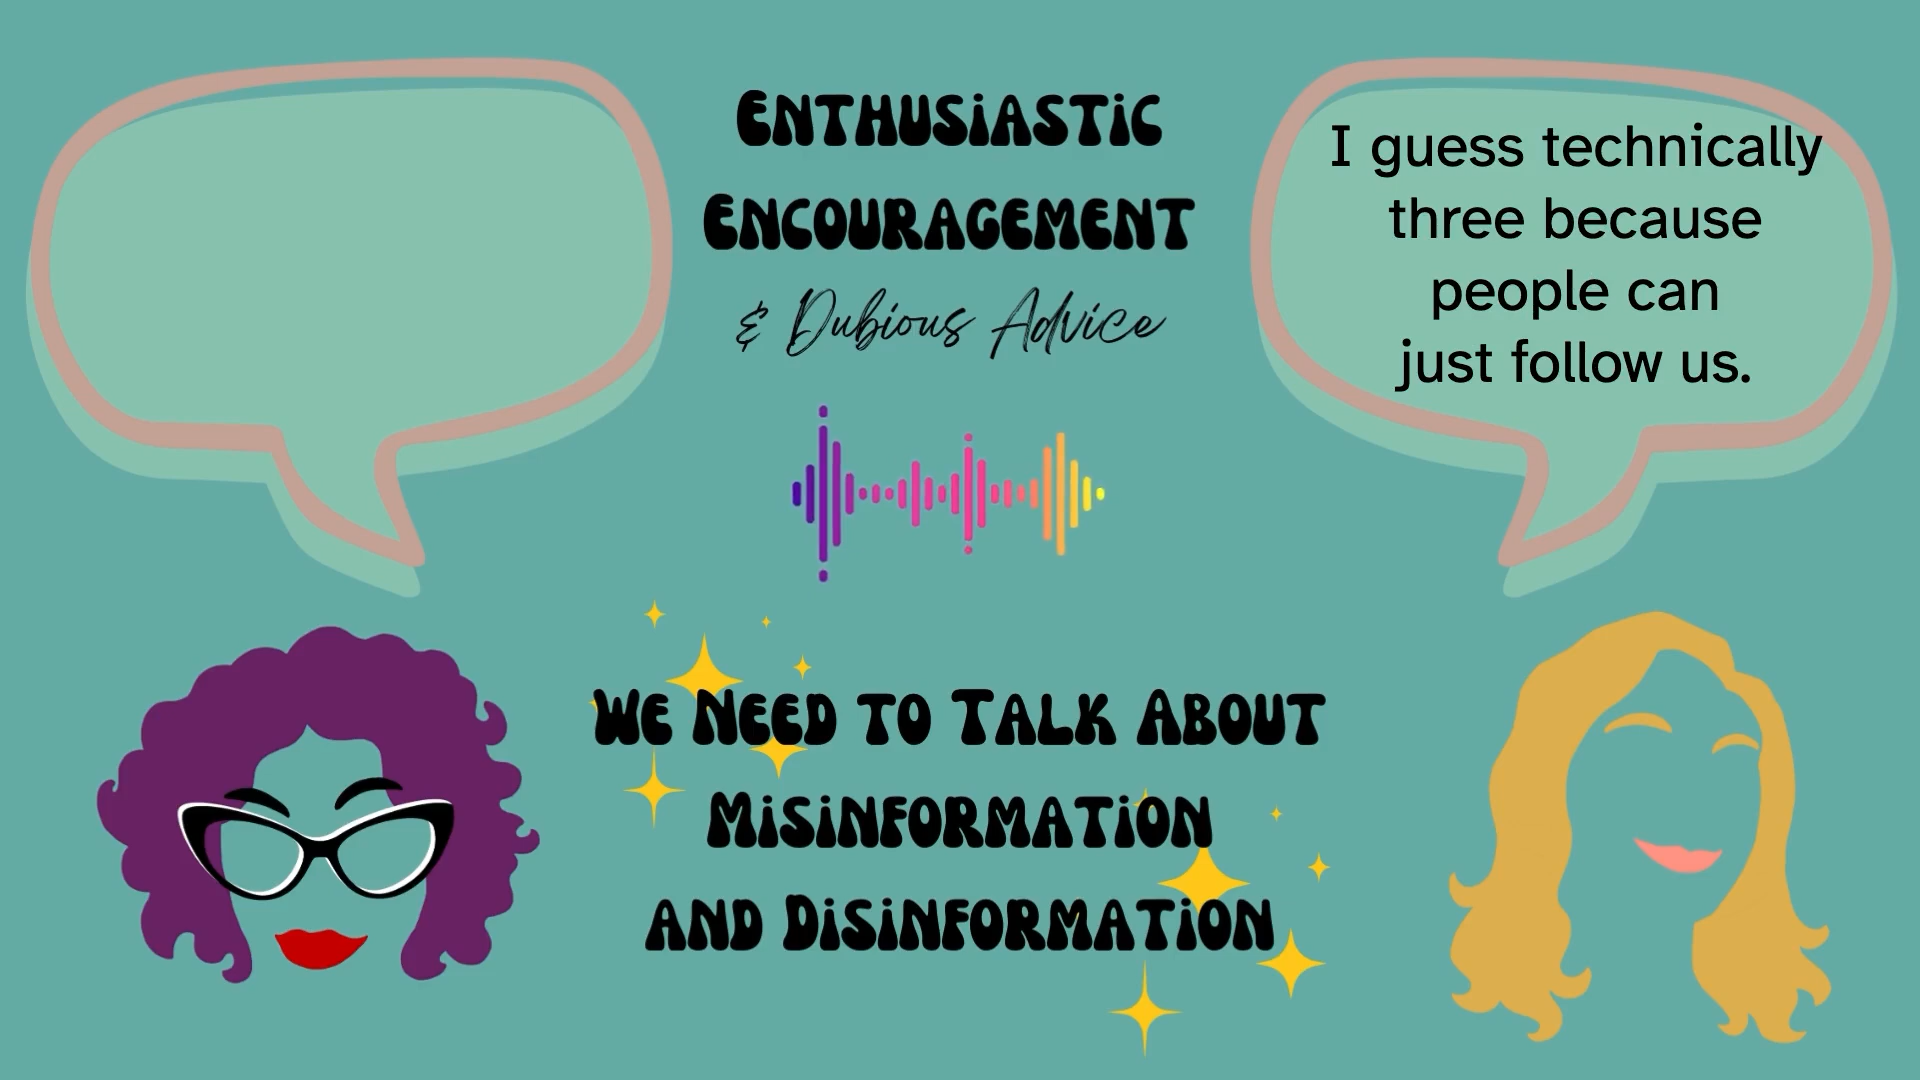 Enthusiastic
Encouragement
& Dubious Advice
I guess technically
three because
people can
just follow us.
We Need to Talk About
Misinformation
and Disinformation